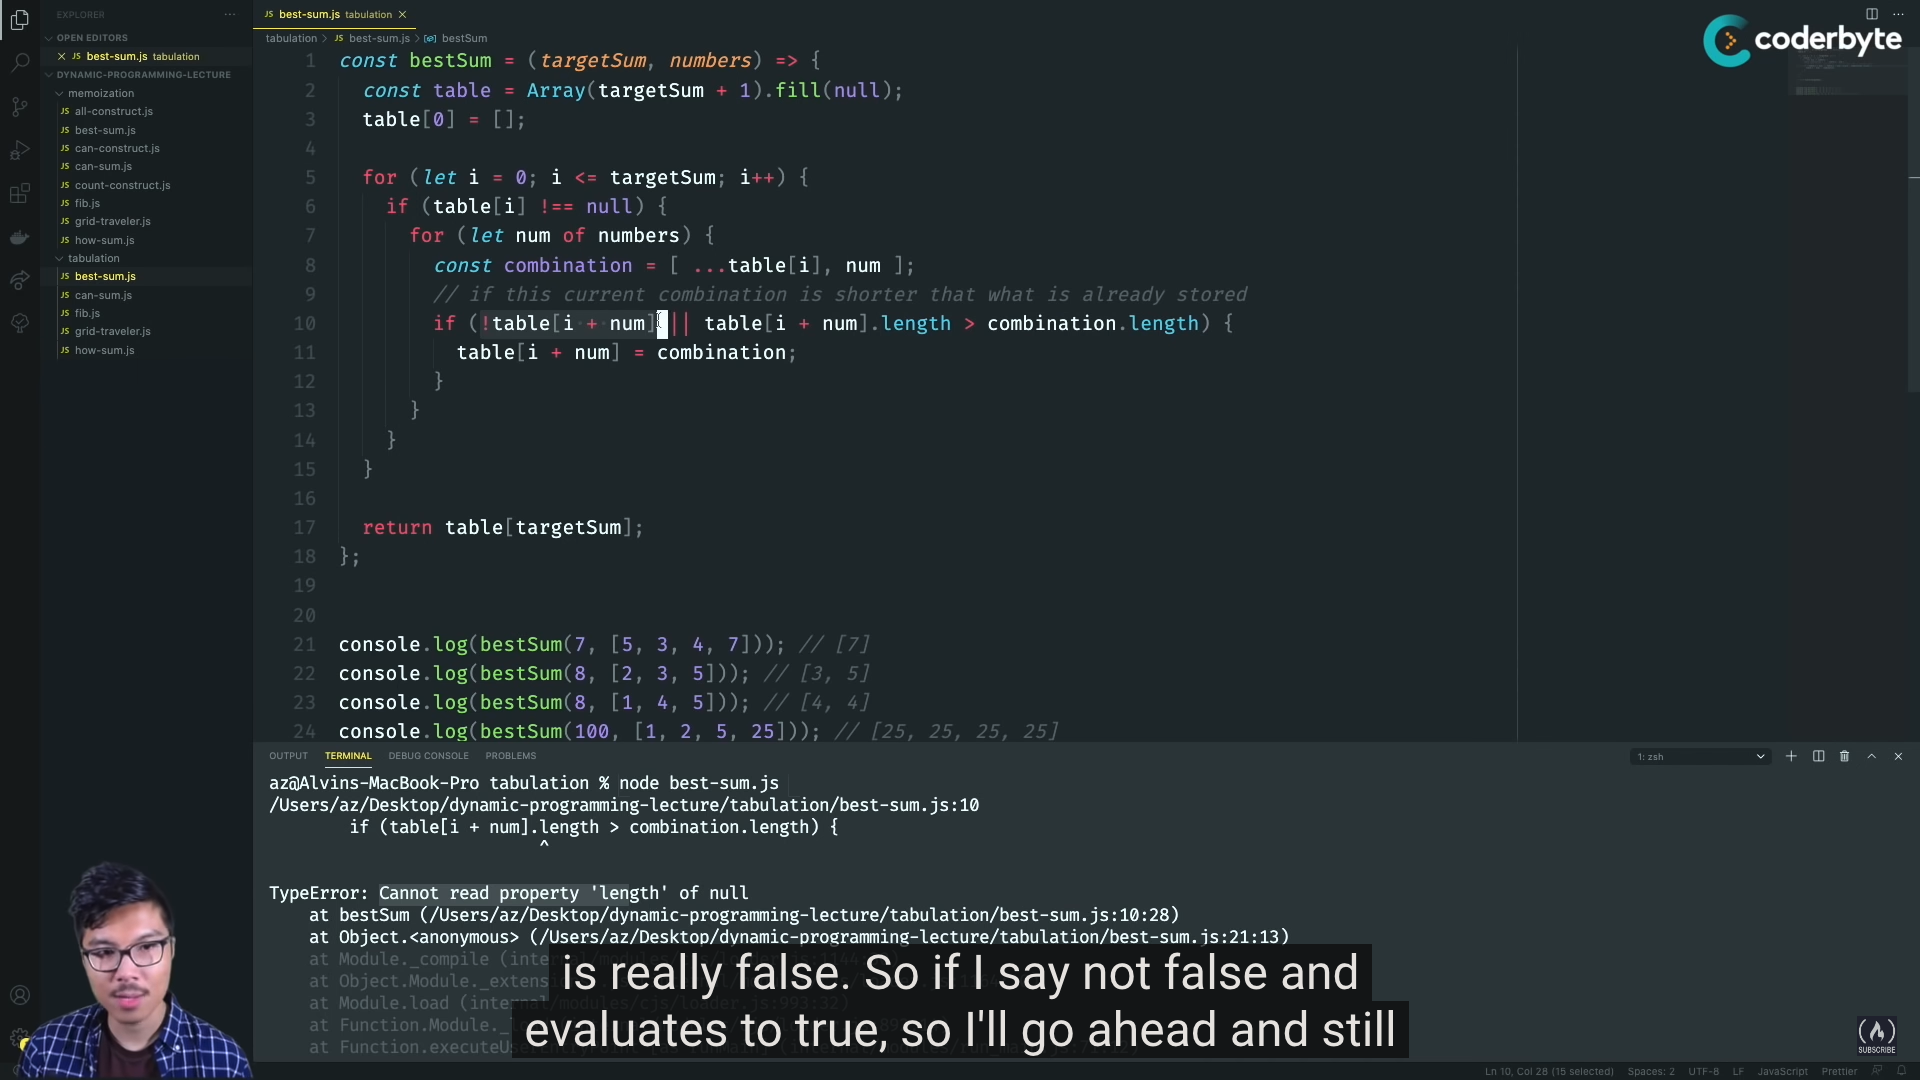 EXPLORER
OPEN EDITORS
JS best-sum.js tabulation
DYNAMIC-PROGRAMMING-LECTURE
memoization
JS all-construct.js
JS best-sum.js
JS can-construct.js
JS can-sum.js
JS count-construct.js
JS fib.js
JS grid-traveler.js
JS how-sum.js
tabulation
JS best-sum.js
JS can-sum.js
JS fib.js
JS grid-traveler.js
JS how-sum.js
JS best-sum.js tabulation
tabulation > JS best-sum.js > bestSum
coderbyte
1 const bestSum = (targetSum, numbers) => {
2 const table = Array(targetSum + 1).fill(null);
3 table[0] = [];
4
5 for (let i = 0; i <= targetSum; i++) {
6 if (table[i] !== null) {
7 for (let num of numbers) {
8 const combination = [ ...table[i], num ];
9 // if this current combination is shorter that what is already stored
10 if (!table[i + num] || table[i + num].length > combination.length) {
11 table[i + num] = combination;
12 }
13 }
14 }
15 }
16
17 return table[targetSum];
18 };
19
20
21 console.log(bestSum(7, [5, 3, 4, 7])); // [7]
22 console.log(bestSum(8, [2, 3, 5])); // [3, 5]
23 console.log(bestSum(8, [1, 4, 5])); // [4, 4]
24 console.log(bestSum(100, [1, 2, 5, 25])); // [25, 25, 25, 25]
OUTPUT TERMINAL DEBUG CONSOLE PROBLEMS
1: zsh
az@Alvins-MacBook-Pro tabulation % node best-sum.js
/Users/az/Desktop/dynamic-programming-lecture/tabulation/best-sum.js:10
if (table[i + num].length > combination.length) {
^
TypeError: Cannot read property 'length' of null
at bestSum (/Users/az/Desktop/dynamic-programming-lecture/tabulation/best-sum.js:10:28)
at Object.<anonymous> (/Users/az/Desktop/dynamic-programming-lecture/tabulation/best-sum.js:21:13)
at Module._compile
at Object.Module._extens
at Module.load
at Function.Module._
at Function.executeUs
is really false. So if I say not false and
evaluates to true, so I'll go ahead and still
SUBSCRIBE
Ln 10, Col 28 (15 selected) Spaces: 2 UTF-8 LF JavaScript Prettier